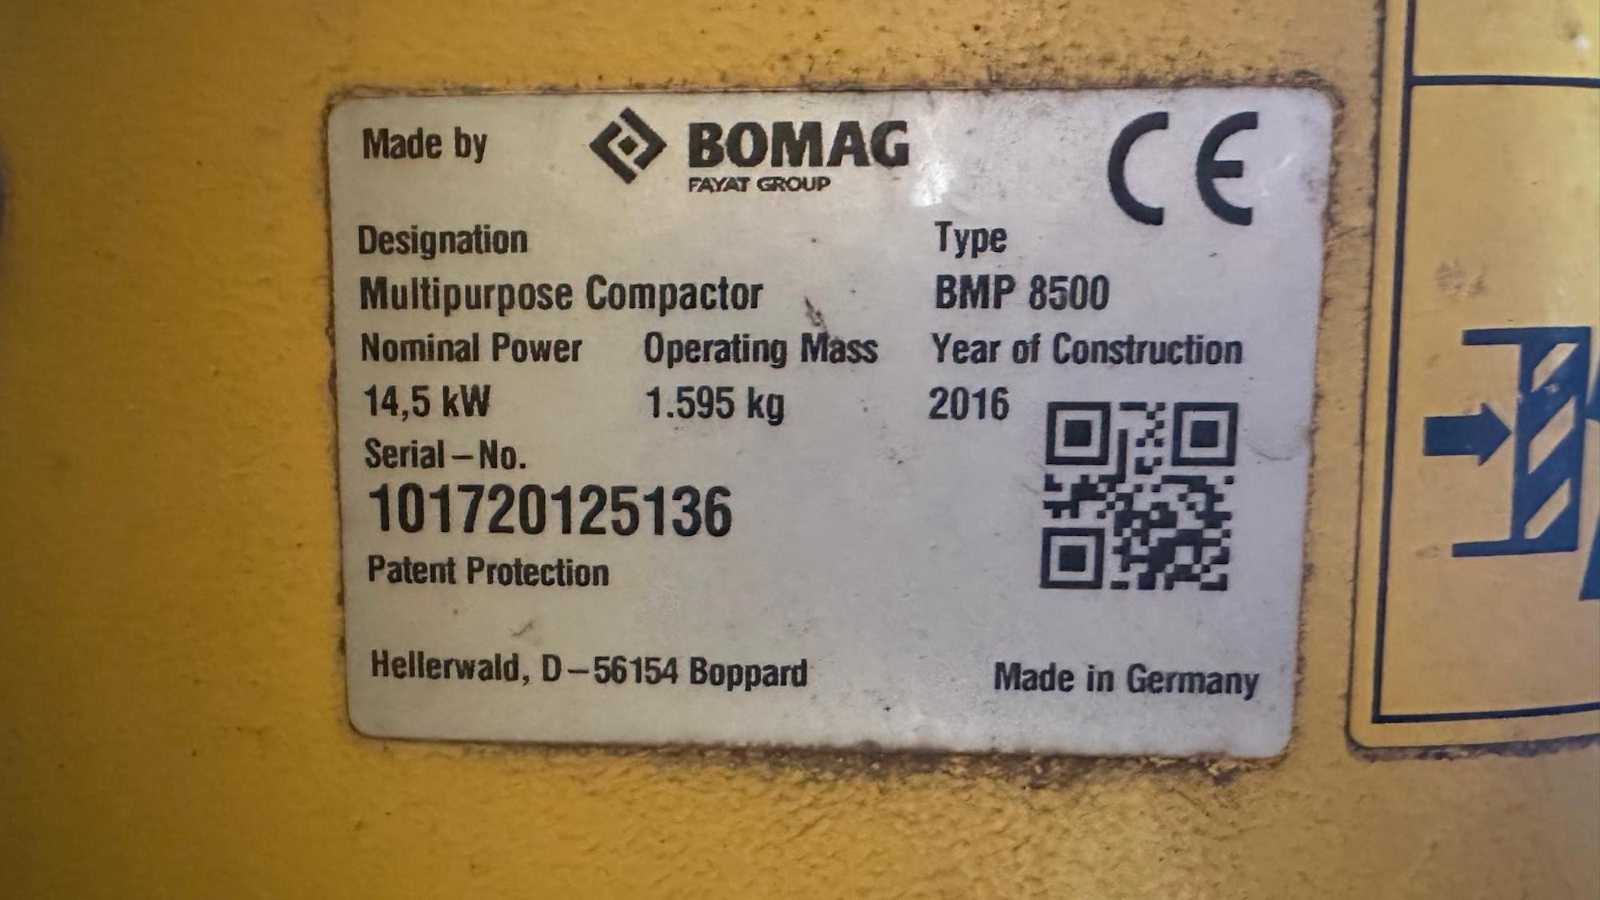 Made by BOMAG CE
FAYAT GROUP
Designation Type
Multipurpose Compactor BMP 8500
Nominal Power Operating Mass Year of Construction
14,5 kW 1.595 kg 2016
Serial–No.
101720125136
Patent Protection
Hellerwald, D–56154 Boppard Made in Germany